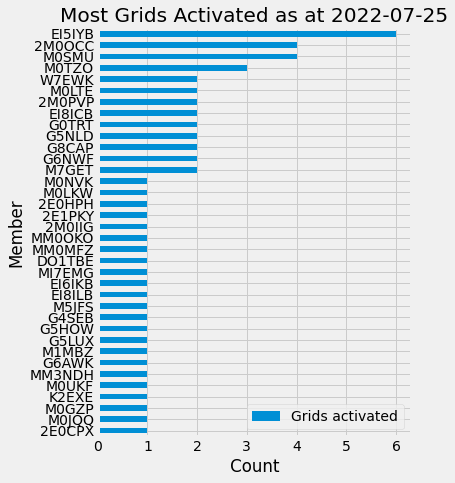 Most Grids Activated as at 2022-07-25
EI5IYB
2M0OCC
M0SMU
M0TZO
W7EWK
M0LTE
2M0PVP
EI8ICB
G0TRT
G5NLD
G8CAP
G6NWF
M7GET
M0NVK
M0LKW
2E0HPH
2E1PKY
2M0IIG
MM0OKO
MM0MFZ
DO1TBE
MI7EMG
EI6IKB
EI8ILB
M5JFS
G4SEB
G5HOW
G5LUX
M1MBZ
G6AWK
MM3NDH
M0UKF
K2EXE
M0GZP
M0JQQ
2E0CPX
Member
0 1 2 3 4 5 6
Count
Grids activated